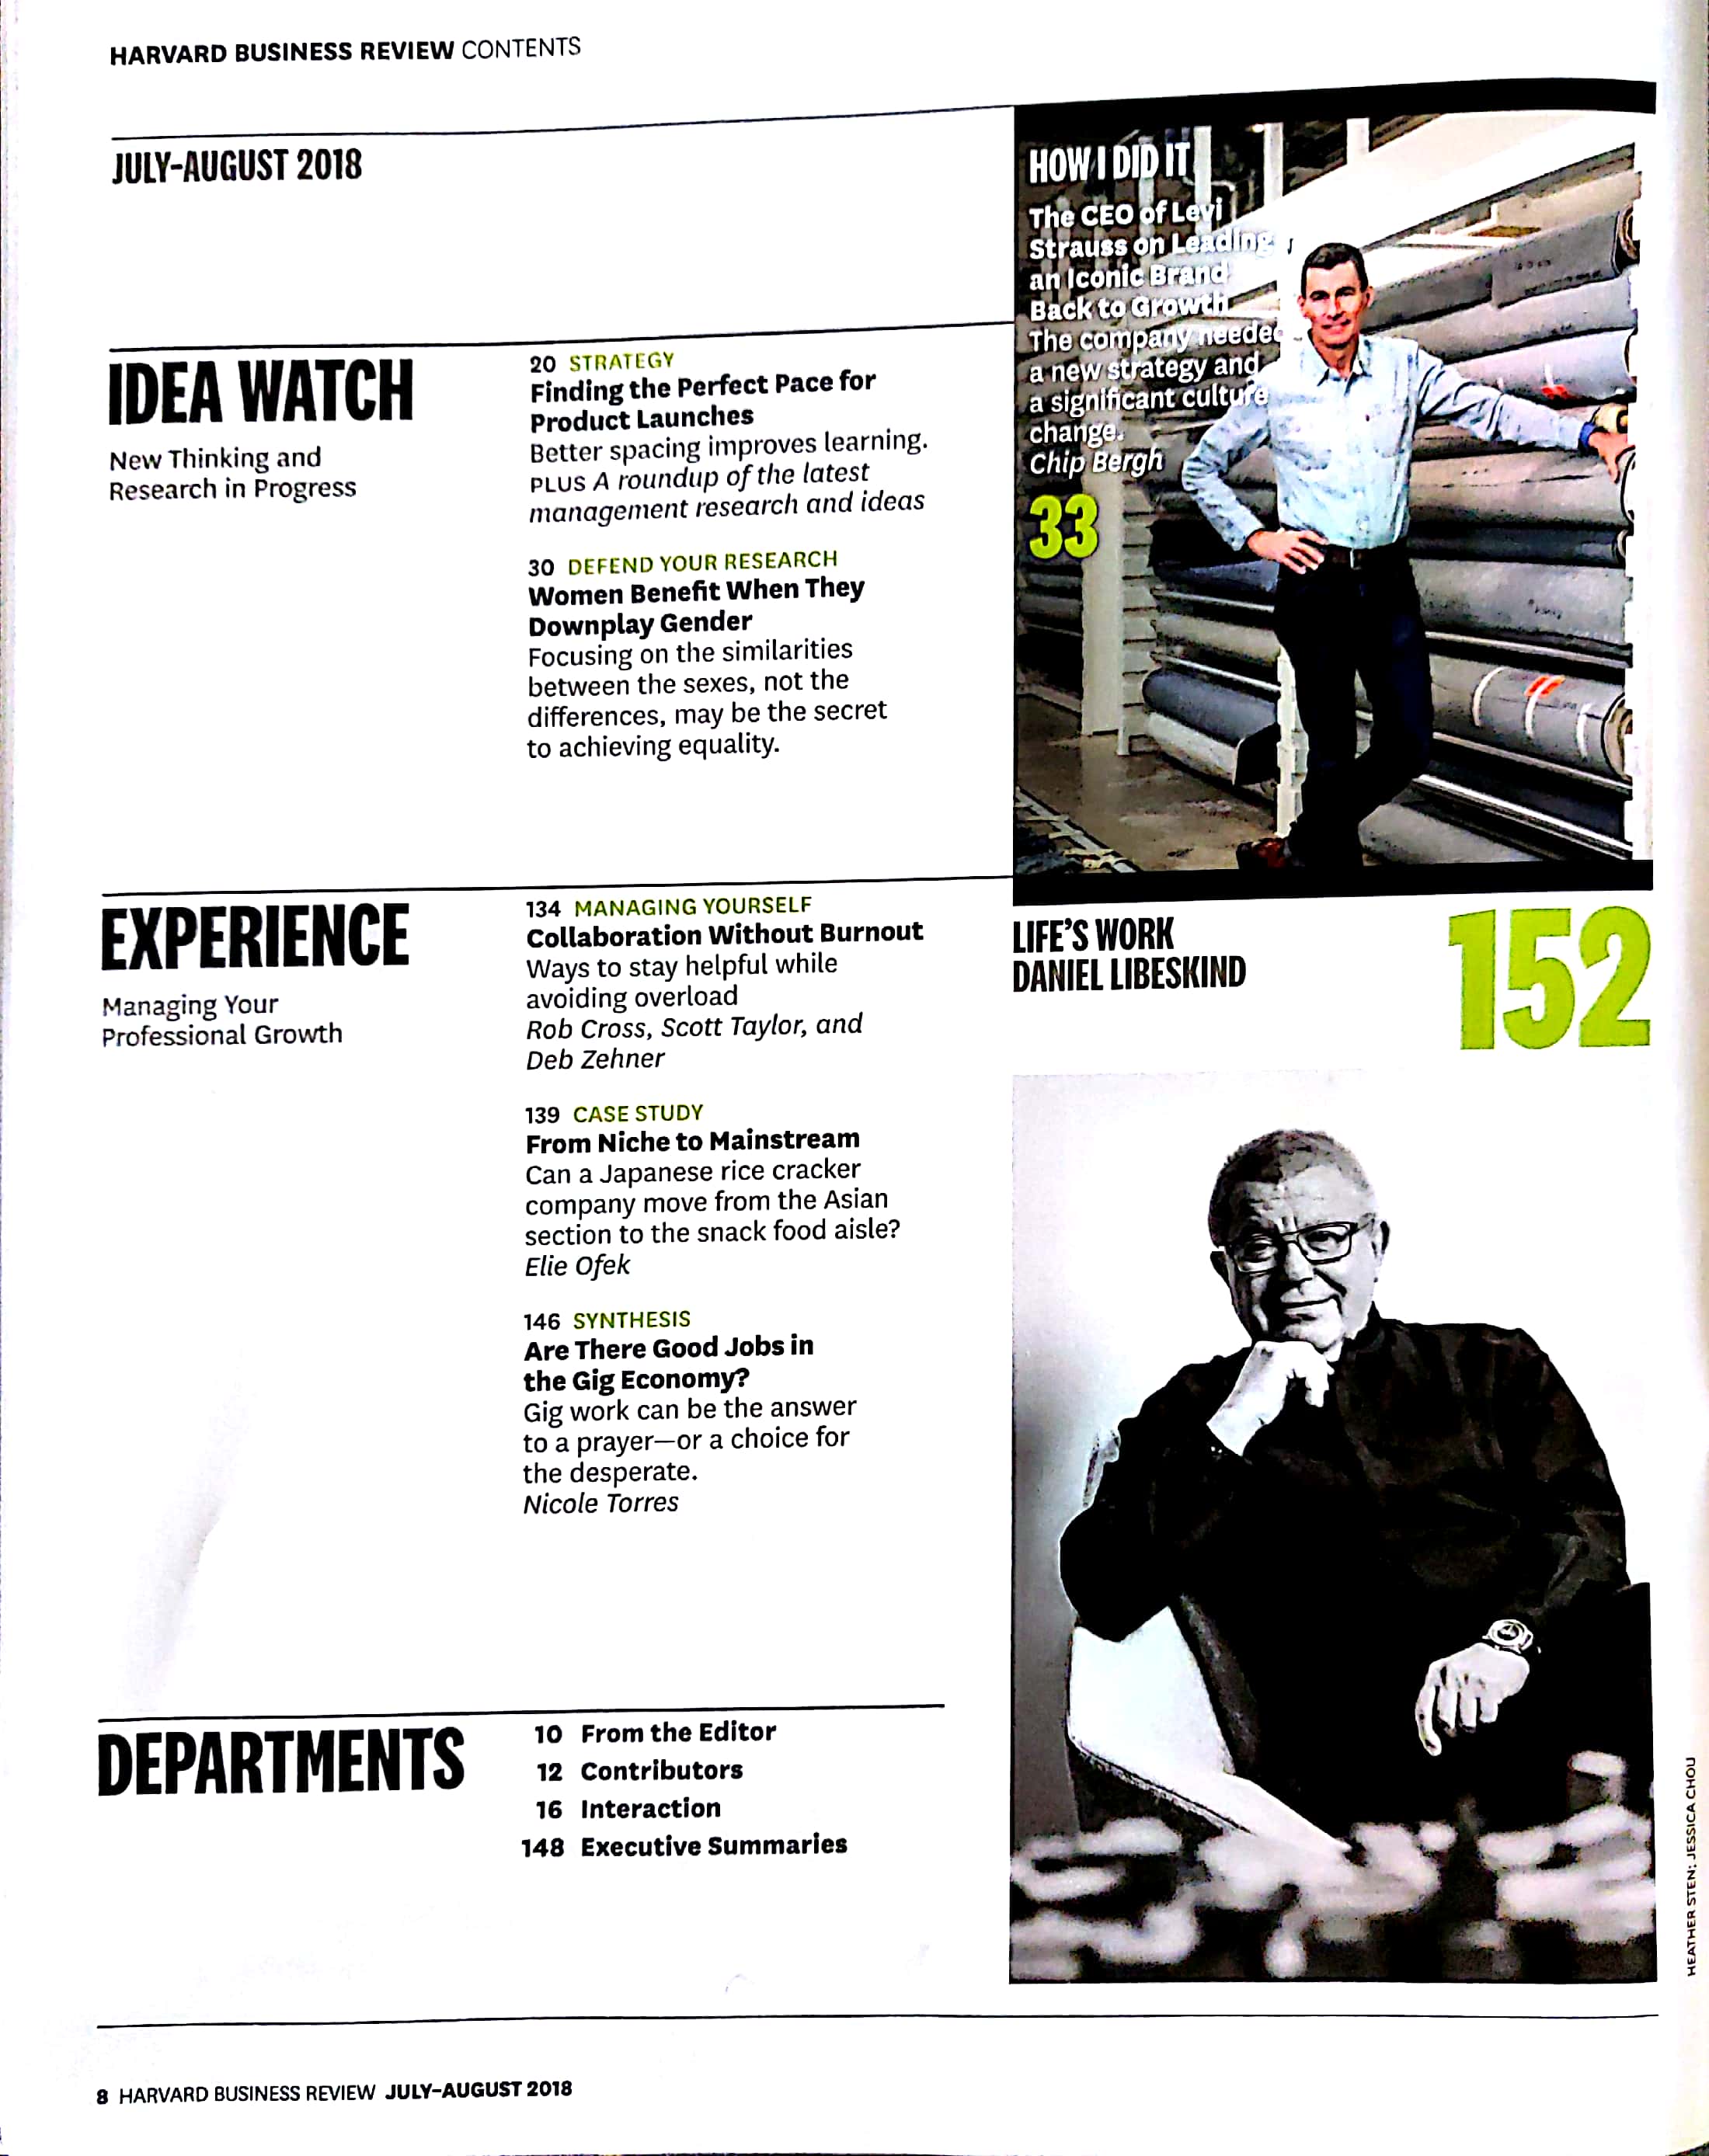 HARVARD BUSINESS REVIEW CONTENTS
JULY-AUGUST 2018
IDEA WATCH
New Thinking and
Research in Progress
20 STRATEGY
Finding the Perfect Pace for
Product Launches
Better spacing improves learning.
PLUS A roundup of the latest
management research and ideas
30 DEFEND YOUR RESEARCH
Women Benefit When They
Downplay Gender
Focusing on the similarities
between the sexes, not the
differences, may be the secret
to achieving equality.
HOW I DID IT
The CEO of Levi
Strauss on Leading
an Iconic Brand
Back to Growth
The company needed
a new strategy and
a significant culture
change.
Chip Bergh
33
EXPERIENCE
Managing Your
Professional Growth
134 MANAGING YOURSELF
Collaboration Without Burnout
Ways to stay helpful while
avoiding overload
Rob Cross, Scott Taylor, and
Deb Zehner
139 CASE STUDY
From Niche to Mainstream
Can a Japanese rice cracker
company move from the Asian
section to the snack food aisle?
Elie Ofek
146 SYNTHESIS
Are There Good Jobs in
the Gig Economy?
Gig work can be the answer
to a prayer—or a choice for
the desperate.
Nicole Torres
LIFE'S WORK
DANIEL LIBESKIND
152
DEPARTMENTS
10 From the Editor
12 Contributors
16 Interaction
148 Executive Summaries
HEATHER STEN; JESSICA CHOU
8 HARVARD BUSINESS REVIEW JULY–AUGUST 2018